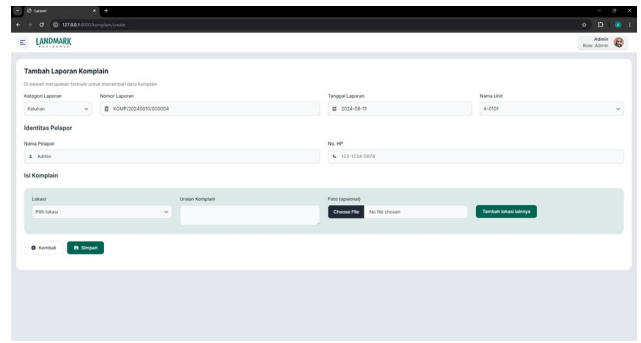 Laravel
127.0.0.1:8000/komplain/create
LANDMARK
RESIDENCE
Admin
Role: Admin
Tambah Laporan Komplain
Di bawah merupakan formulir untuk menambah data komplain
Kategori Laporan Nomor Laporan Tanggal Laporan Nama Unit
Keluhan KOMP/20240810/000004 2024-08-11 A-0101
Identitas Pelapor
Nama Pelapor No. HP
Admin 123-1234-5678
Isi Komplain
Lokasi Uraian Komplain Foto (opsional)
Pilih lokasi Choose File No file chosen Tambah lokasi lainnya
Kembali Simpan